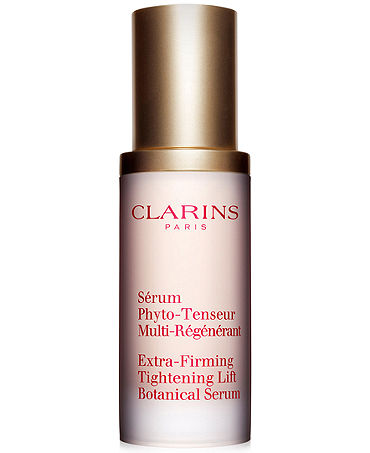 CLARINS
PARIS
Sérum
Phyto-Tenseur
Multi-Régénérant
Extra-Firming
Tightening Lift
Botanical Serum